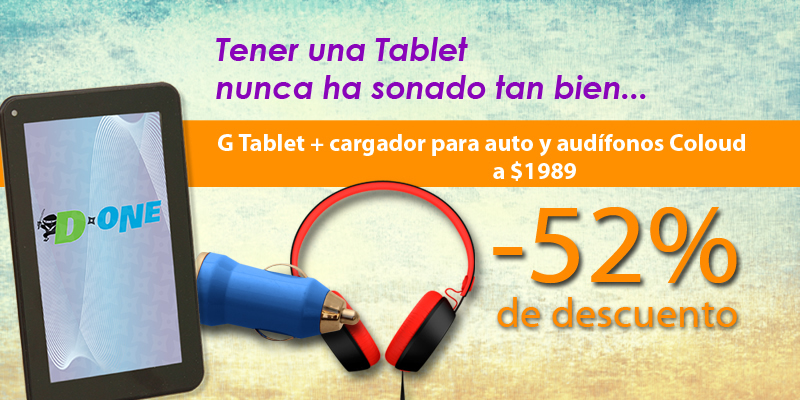 Tener una Tablet
nunca ha sonado tan bien...
G Tablet + cargador para auto y audífonos Coloud
a $1989
D-ONE
-52%
de descuento